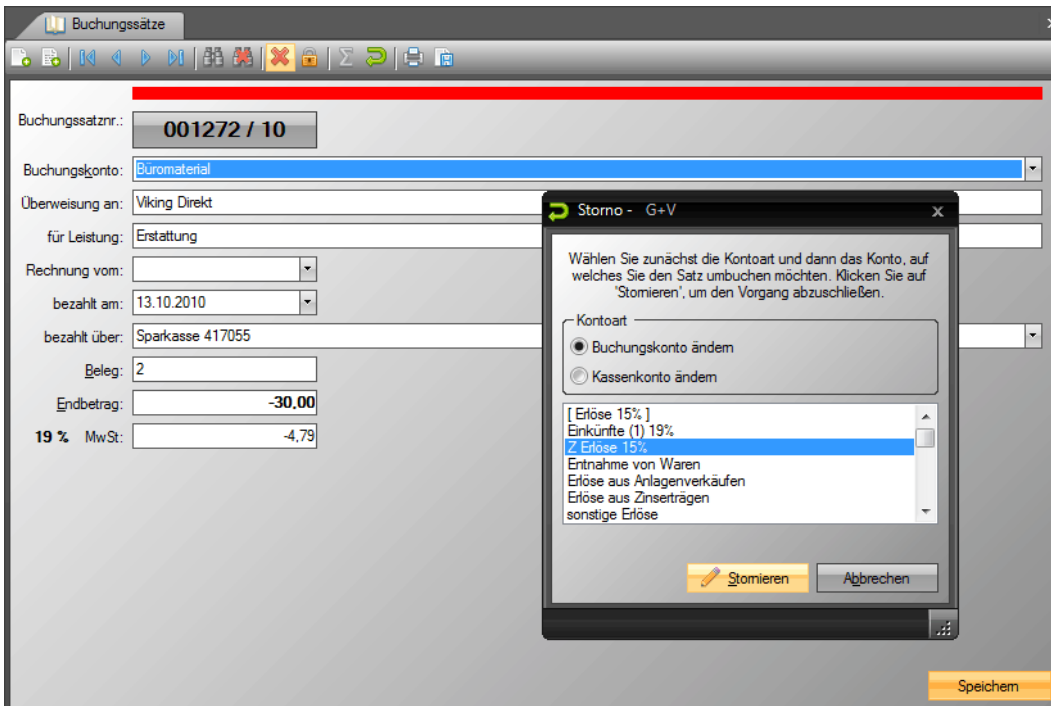 Buchungssätze
Buchungssatznr.: 001272 / 10
Buchungskonto: Büromaterial
Überweisung an: Viking Direkt
für Leistung: Erstattung
Rechnung vom:
bezahlt am: 13.10.2010
bezahlt über: Sparkasse 417055
Beleg: 2
Endbetrag: -30,00
19 % MwSt: -4,79
Storno - G+V
Wählen Sie zunächst die Kontoart und dann das Konto, auf
welches Sie den Satz umbuchen möchten. Klicken Sie auf
'Stornieren', um den Vorgang abzuschließen.
Kontoart
Buchungskonto ändern
Kassenkonto ändern
[ Erlöse 15% ]
Einkünfte (1) 19%
Z Erlöse 15%
Entnahme von Waren
Erlöse aus Anlagenverkäufen
Erlöse aus Zinserträgen
sonstige Erlöse
Stornieren
Abbrechen
Speichern